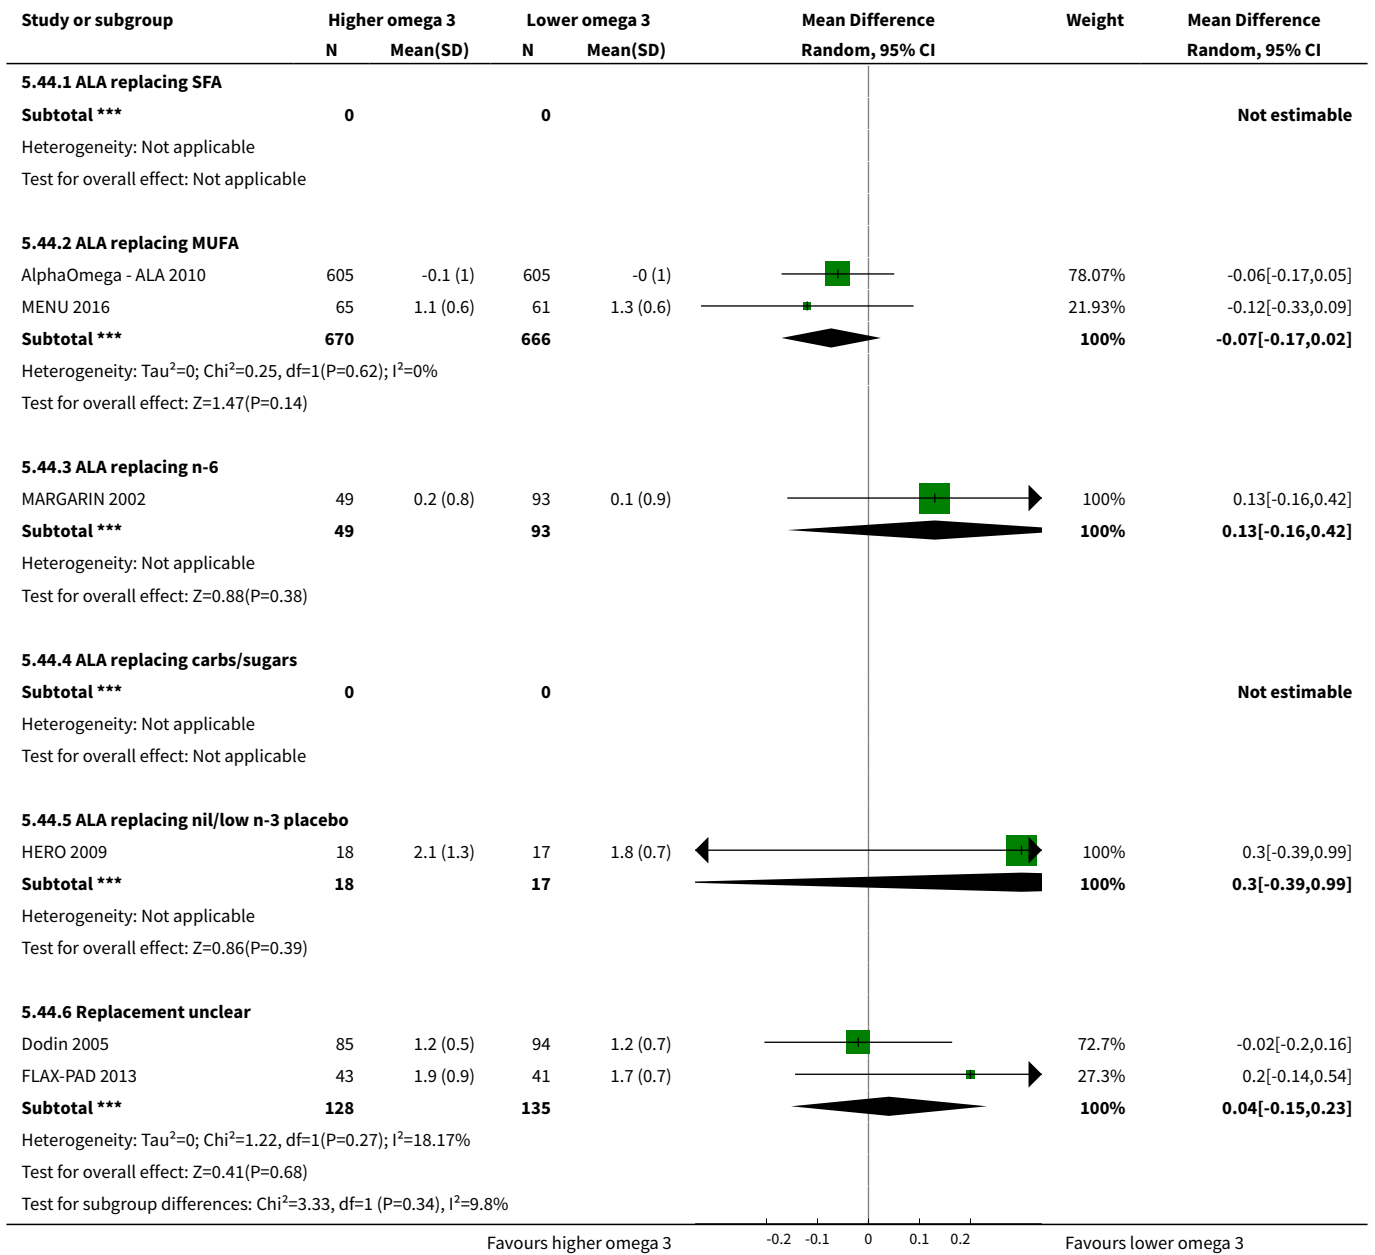 Study or subgroup Higher omega 3 Lower omega 3 Mean Difference Weight Mean Difference
N Mean(SD) N Mean(SD) Random, 95% CI Random, 95% CI
5.44.1 ALA replacing SFA
Subtotal *** 0 0 Not estimable
Heterogeneity: Not applicable
Test for overall effect: Not applicable
5.44.2 ALA replacing MUFA
AlphaOmega - ALA 2010 605 -0.1 (1) 605 -0 (1) 78.07% -0.06[-0.17,0.05]
MENU 2016 65 1.1 (0.6) 61 1.3 (0.6) 21.93% -0.12[-0.33,0.09]
Subtotal *** 670 666 100% -0.07[-0.17,0.02]
Heterogeneity: Tau²=0; Chi²=0.25, df=1(P=0.62); I²=0%
Test for overall effect: Z=1.47(P=0.14)
5.44.3 ALA replacing n-6
MARGARIN 2002 49 0.2 (0.8) 93 0.1 (0.9) 100% 0.13[-0.16,0.42]
Subtotal *** 49 93 100% 0.13[-0.16,0.42]
Heterogeneity: Not applicable
Test for overall effect: Z=0.88(P=0.38)
5.44.4 ALA replacing carbs/sugars
Subtotal *** 0 0 Not estimable
Heterogeneity: Not applicable
Test for overall effect: Not applicable
5.44.5 ALA replacing nil/low n-3 placebo
HERO 2009 18 2.1 (1.3) 17 1.8 (0.7) 100% 0.3[-0.39,0.99]
Subtotal *** 18 17 100% 0.3[-0.39,0.99]
Heterogeneity: Not applicable
Test for overall effect: Z=0.86(P=0.39)
5.44.6 Replacement unclear
Dodin 2005 85 1.2 (0.5) 94 1.2 (0.7) 72.7% -0.02[-0.2,0.16]
FLAX-PAD 2013 43 1.9 (0.9) 41 1.7 (0.7) 27.3% 0.2[-0.14,0.54]
Subtotal *** 128 135 100% 0.04[-0.15,0.23]
Heterogeneity: Tau²=0; Chi²=1.22, df=1(P=0.27); I²=18.17%
Test for overall effect: Z=0.41(P=0.68)
Test for subgroup differences: Chi²=3.33, df=1 (P=0.34), I²=9.8%
Favours higher omega 3 -0.2 -0.1 0 0.1 0.2 Favours lower omega 3